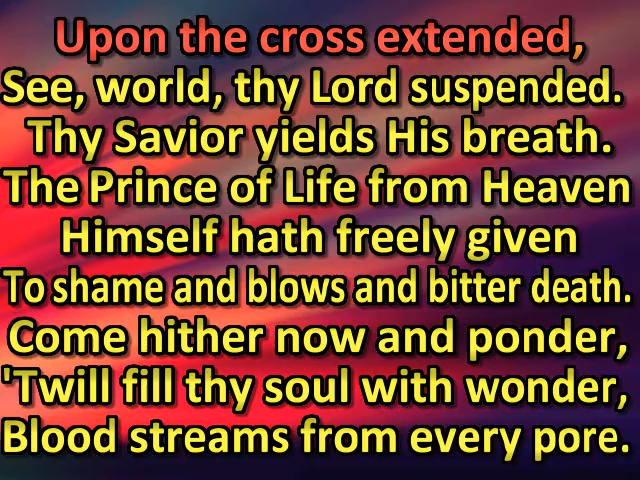 Upon the cross extended,
See, world, thy Lord suspended.
Thy Savior yields His breath.
The Prince of Life from Heaven
Himself hath freely given
To shame and blows and bitter death.
Come hither now and ponder,
'Twill fill thy soul with wonder,
Blood streams from every pore.